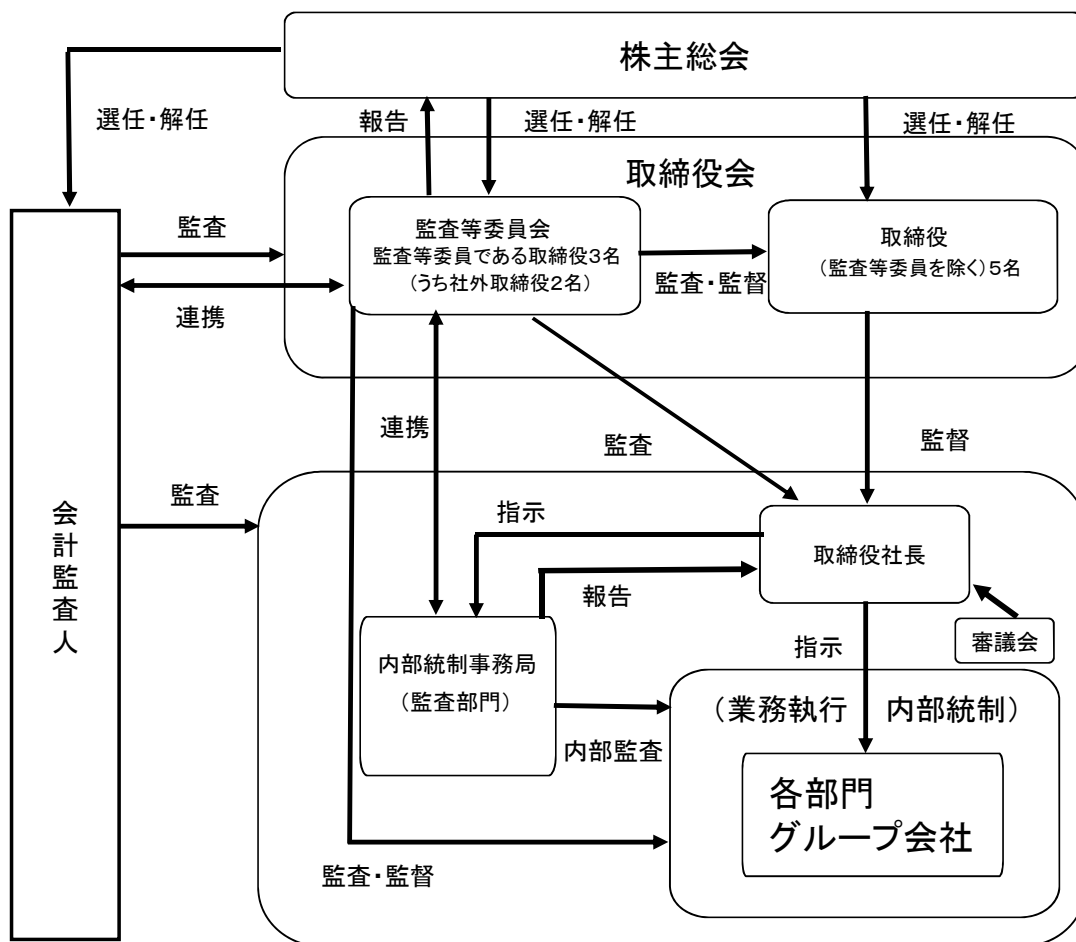 株主総会
選任・解任
報告
選任・解任
選任・解任
取締役会
監査等委員会
監査等委員である取締役3名
(うち社外取締役2名)
取締役
(監査等委員を除く)5名
監査
監査・監督
連携
連携
監査
監督
監査
会計監査人
指示
取締役社長
報告
審議会
内部統制事務局
(監査部門)
指示
(業務執行 内部統制)
内部監査
各部門
グループ会社
監査・監督